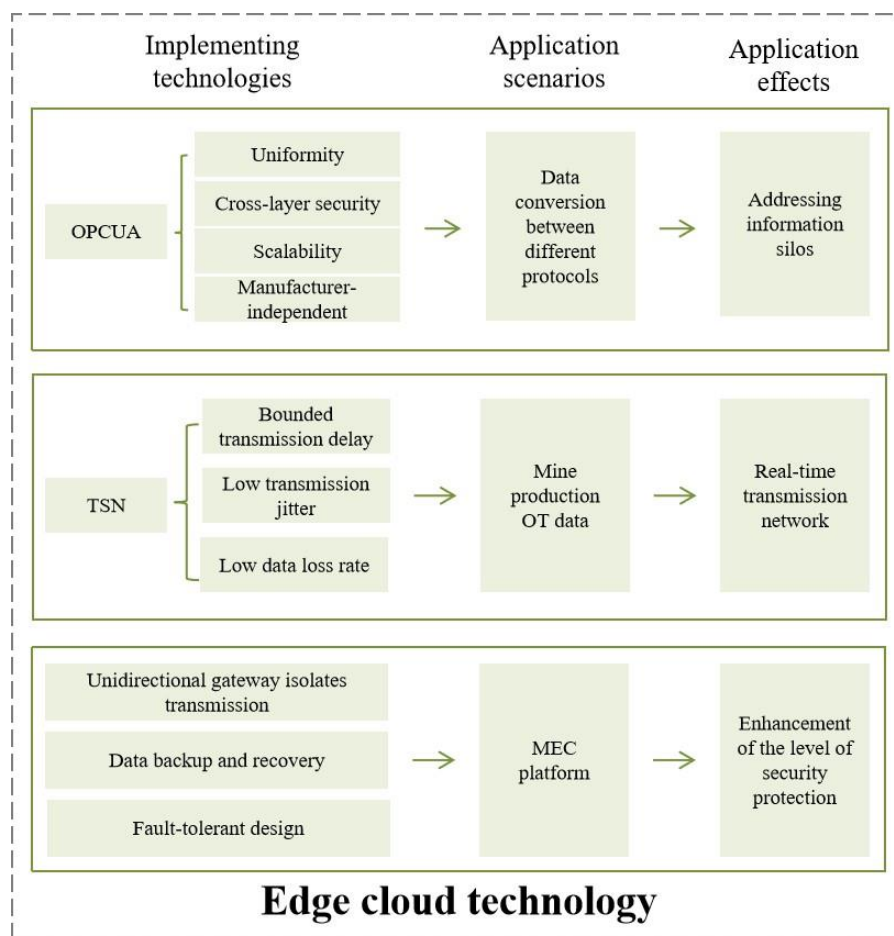 Implementing
technologies
Application
scenarios
Application
effects
OPCUA
Uniformity
Cross-layer security
Scalability
Manufacturer-
independent
Data
conversion
between
different
protocols
Addressing
information
silos
TSN
Bounded
transmission delay
Low transmission
jitter
Low data loss rate
Mine
production
OT data
Real-time
transmission
network
Unidirectional gateway isolates
transmission
Data backup and recovery
Fault-tolerant design
MEC
platform
Enhancement
of the level of
security
protection
Edge cloud technology